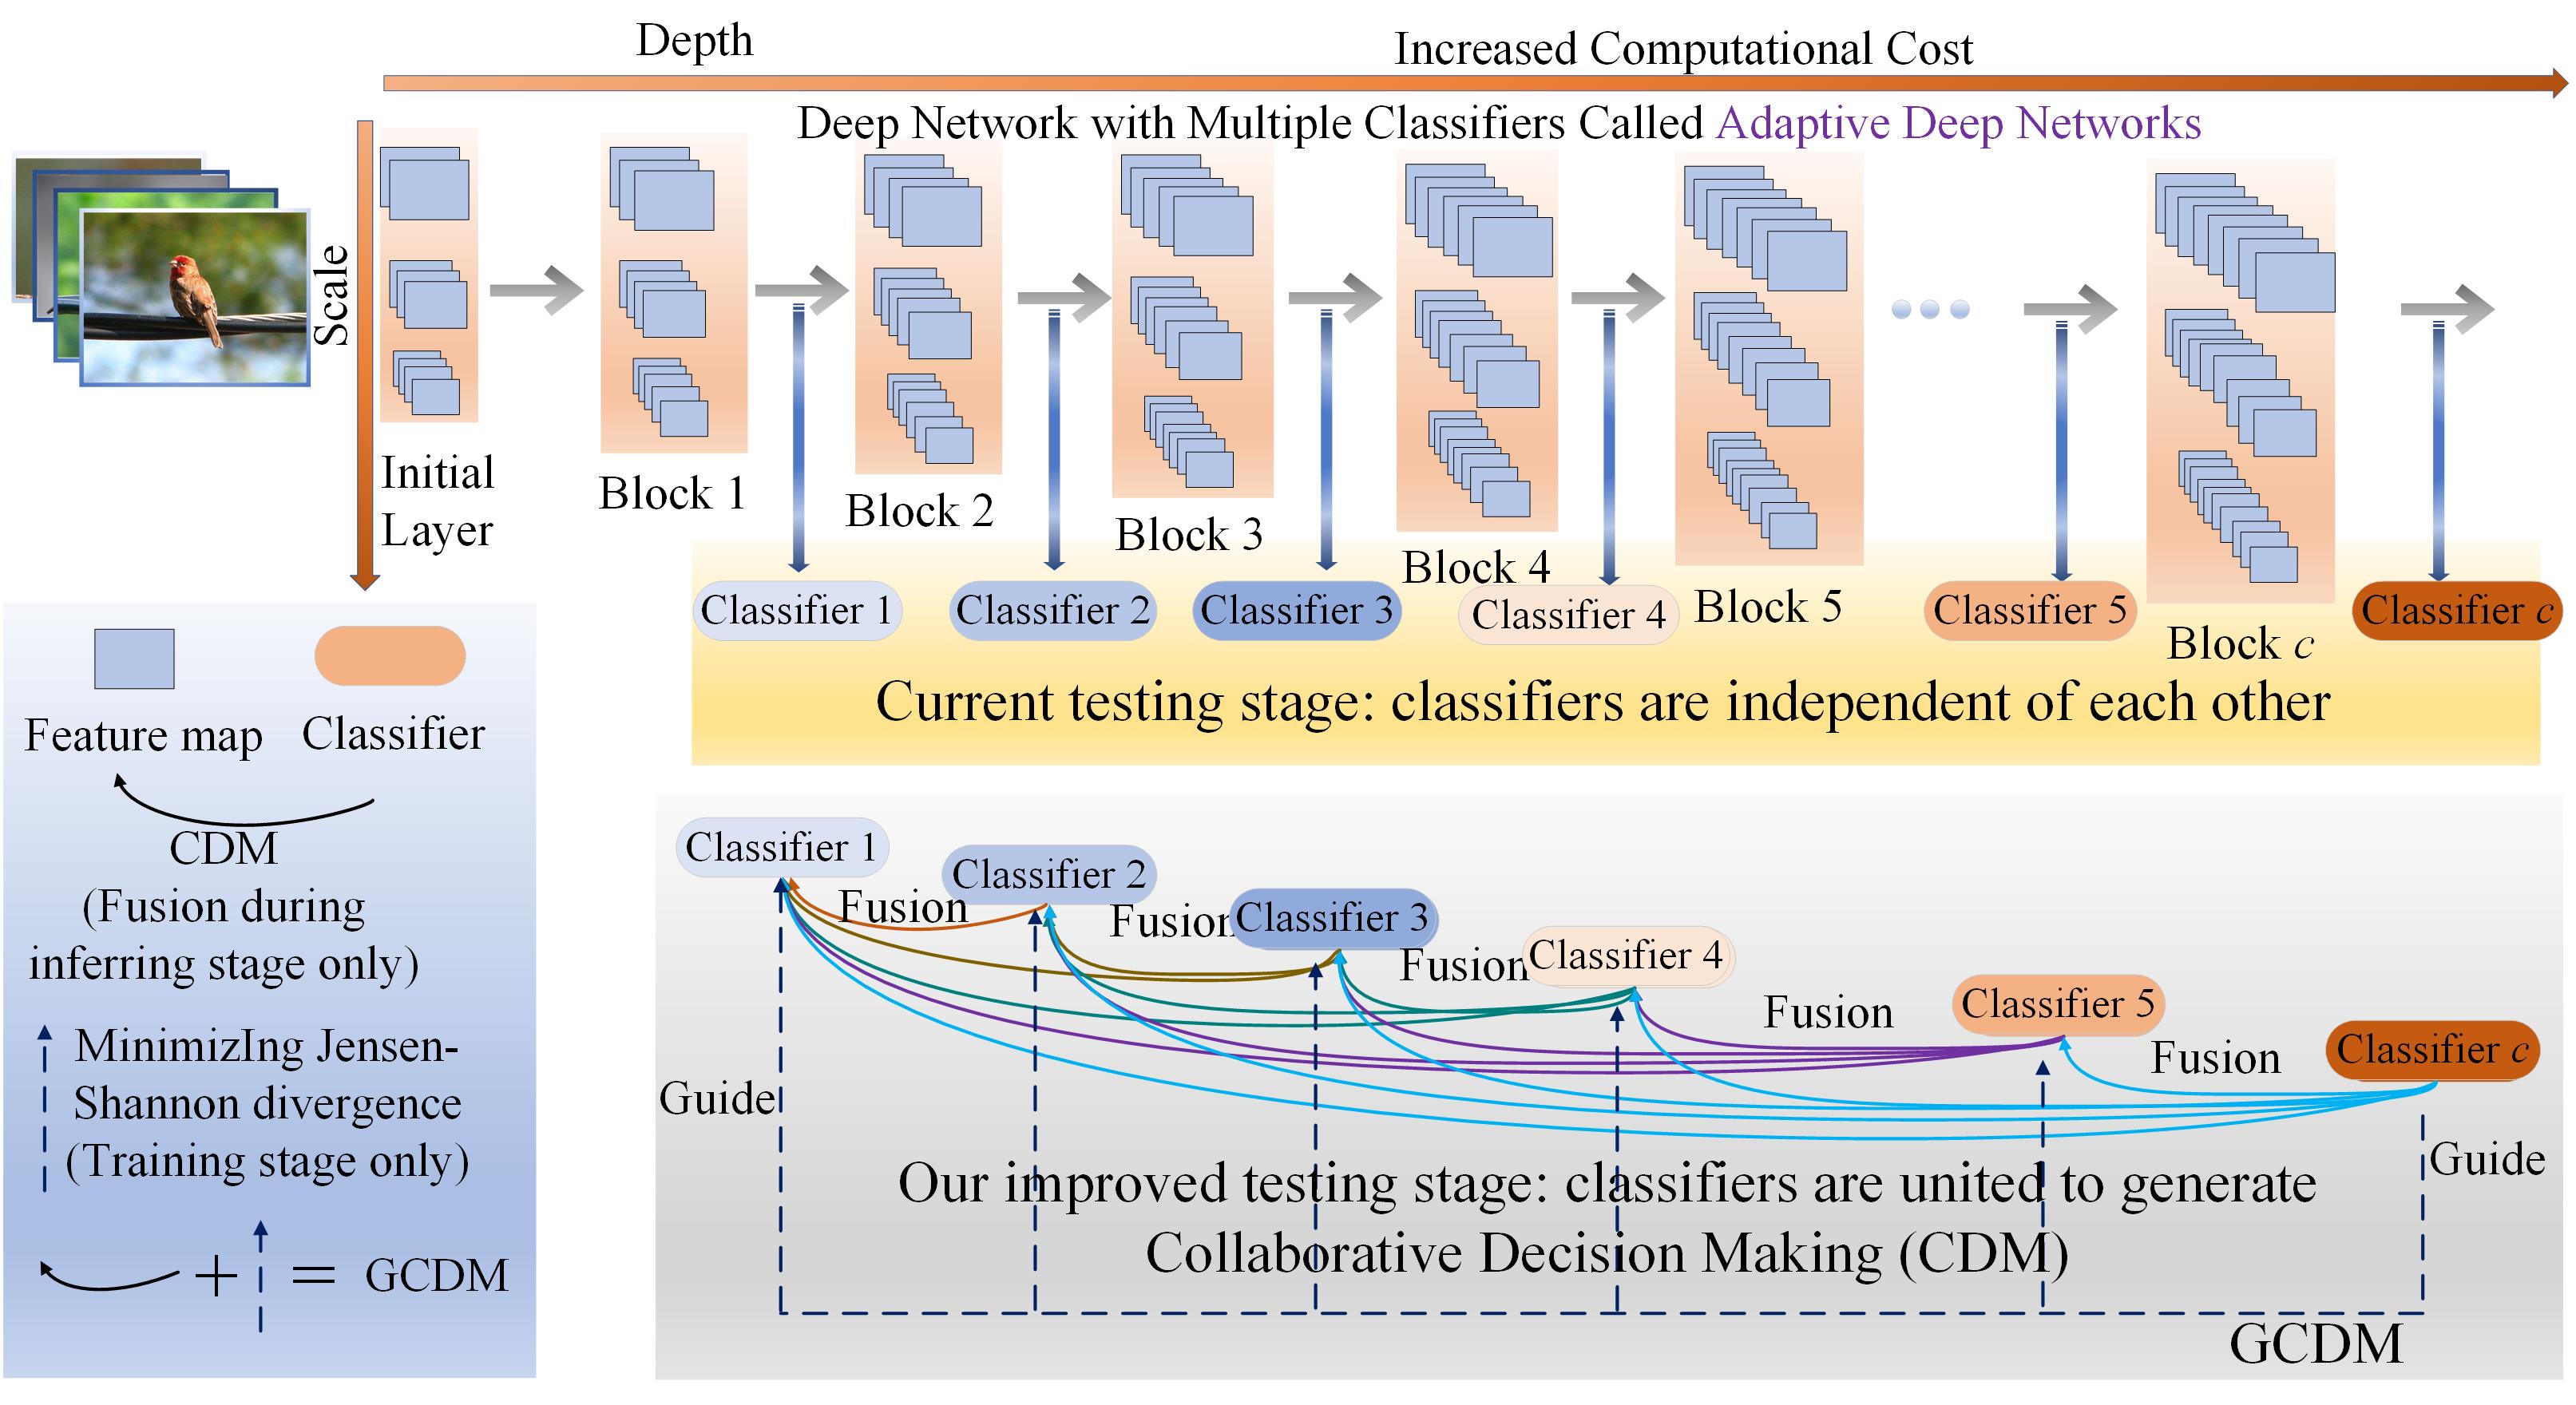 Depth
Increased Computational Cost
Deep Network with Multiple Classifiers Called Adaptive Deep Networks
Scale
Initial
Layer
Block 1
Block 2
Block 3
Block 4
Block 5
Block c
Classifier 1
Classifier 2
Classifier 3
Classifier 4
Classifier 5
Classifier c
Current testing stage: classifiers are independent of each other
Feature map
Classifier
CDM
(Fusion during
inferring stage only)
MinimizIng Jensen-
Shannon divergence
(Training stage only)
+ = GCDM
Classifier 1
Classifier 2
Classifier 3
Classifier 4
Classifier 5
Classifier c
Fusion
Fusion
Fusion
Fusion
Fusion
Guide
Guide
Our improved testing stage: classifiers are united to generate
Collaborative Decision Making (CDM)
GCDM